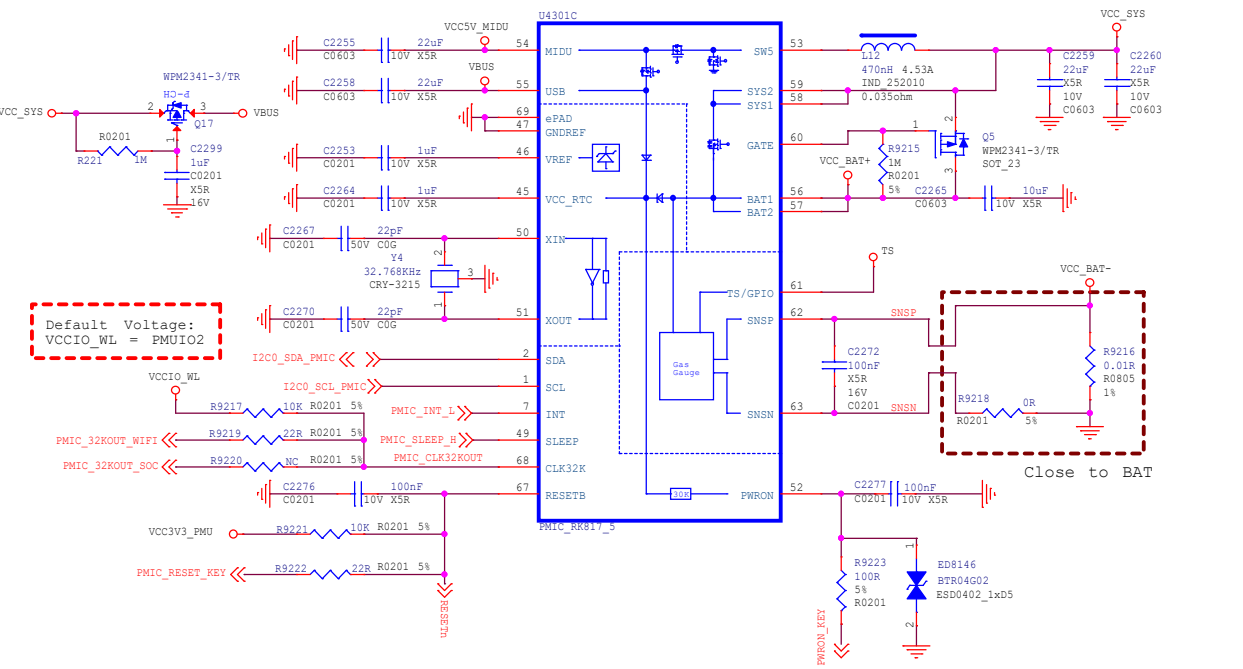 U4301C
VCC5V_MIDU
C2255 22uF 54 MIDU
C0603 10V X5R
VBUS
C2258 22uF 55 USB
C0603 10V X5R
WPM2341-3/TR
P-CH
VCC_SYS 2 3 VBUS
Q17
1
R0201
R221 1M
C2299
1uF
C0201
X5R
16V
69 ePAD
47 GNDREF
C2253 1uF 46 VREF
C0201 10V X5R
C2264 1uF 45 VCC_RTC
C0201 10V X5R
C2267 22pF 50 XIN
C0201 50V C0G
Y4
32.768KHz
CRY-3215
2
3
1
C2270 22pF 51 XOUT
C0201 50V C0G
Default Voltage:
VCCIO_WL = PMUIO2
I2C0_SDA_PMIC 2 SDA
I2C0_SCL_PMIC 1 SCL
VCCIO_WL
R9217 10K R0201 5%
PMIC_INT_L 7 INT
PMIC_32KOUT_WIFI R9219 22R R0201 5%
PMIC_SLEEP_H 49 SLEEP
PMIC_32KOUT_SOC R9220 NC R0201 5%
PMIC_CLK32KOUT 68 CLK32K
C2276 100nF 67 RESETB
C0201 10V X5R
VCC3V3_PMU R9221 10K R0201 5%
PMIC_RESET_KEY R9222 22R R0201 5%
RESETn
PMIC_RK817_5
Gas
Gauge
30K
SW5 53
L12
470nH 4.53A
IND_252010
0.035ohm
VCC_SYS
C2259
22uF
X5R
10V
C0603
C2260
22uF
X5R
10V
C0603
SYS2 59
SYS1 58
GATE 60
1
2
3
Q5
WPM2341-3/TR
SOT_23
R9215
1M
R0201
5%
VCC_BAT+
BAT1 56
BAT2 57
C2265 10uF
C0603 10V X5R
TS
TS/GPIO 61
VCC_BAT-
SNSP 62 SNSP
C2272
100nF
X5R
16V
C0201
SNSN 63 SNSN
R9216
0.01R
R0805
1%
R9218 0R
R0201 5%
Close to BAT
PWRON 52
C2277 100nF
C0201 10V X5R
R9223
100R
5%
R0201
PWRON_KEY
1
ED8146
BTR04G02
ESD0402_1xD5
2